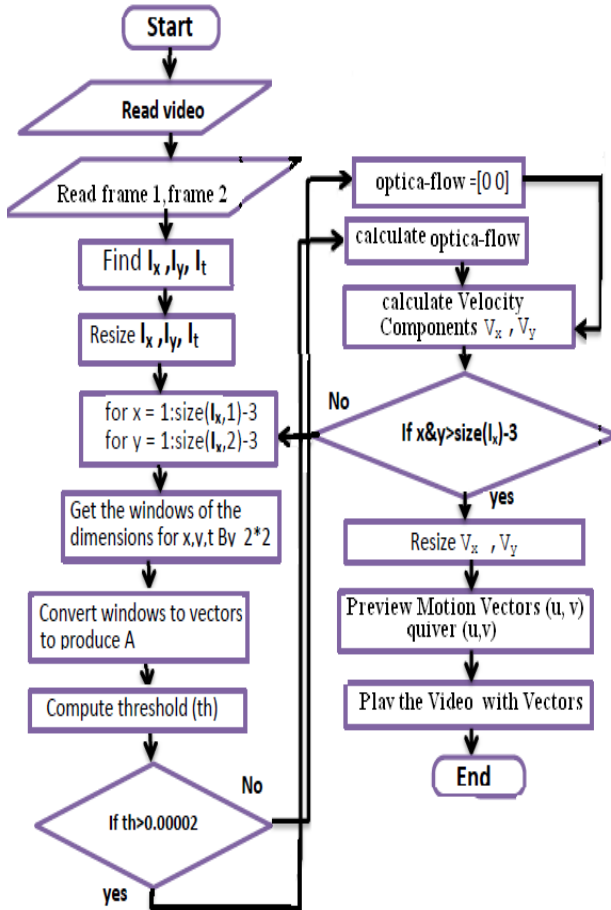 Start
Read video
Read frame 1,frame 2
Find Ix ,Iy, It
Resize Ix ,Iy, It
for x = 1:size(Ix,1)-3
for y = 1:size(Ix,2)-3
Get the windows of the
dimensions for x,y,t By 2*2
Convert windows to vectors
to produce A
Compute threshold (th)
If th>0.00002
No
yes
optica-flow =[0 0]
calculate optica-flow
calculate Velocity
Components Vx , Vy
If x&y>size(Ix)-3
No
yes
Resize Vx , Vy
Preview Motion Vectors (u, v)
quiver (u,v)
Play the Video with Vectors
End